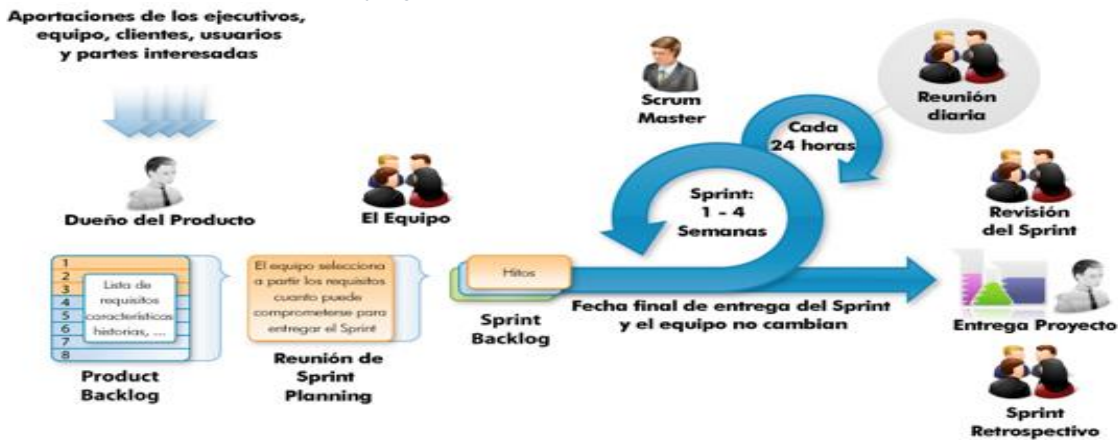 Aportaciones de los ejecutivos,
equipo, clientes, usuarios
y partes interesadas
Dueño del Producto
El Equipo
1
2
3
4
5
6
7
8
Lista de
requisitos
característicos
historias, ...
Product
Backlog
El equipo selecciona
a partir los requisitos
cuanto puede
comprometerse para
entregar el Sprint
Reunión de
Sprint
Planning
Hitos
Sprint
Backlog
Scrum
Master
Cada
24 horas
Reunión
diaria
Sprint:
1 - 4
Semanas
Fecha final de entrega del Sprint
y el equipo no cambian
Revisión
del Sprint
Entrega Proyecto
Sprint
Retrospectivo